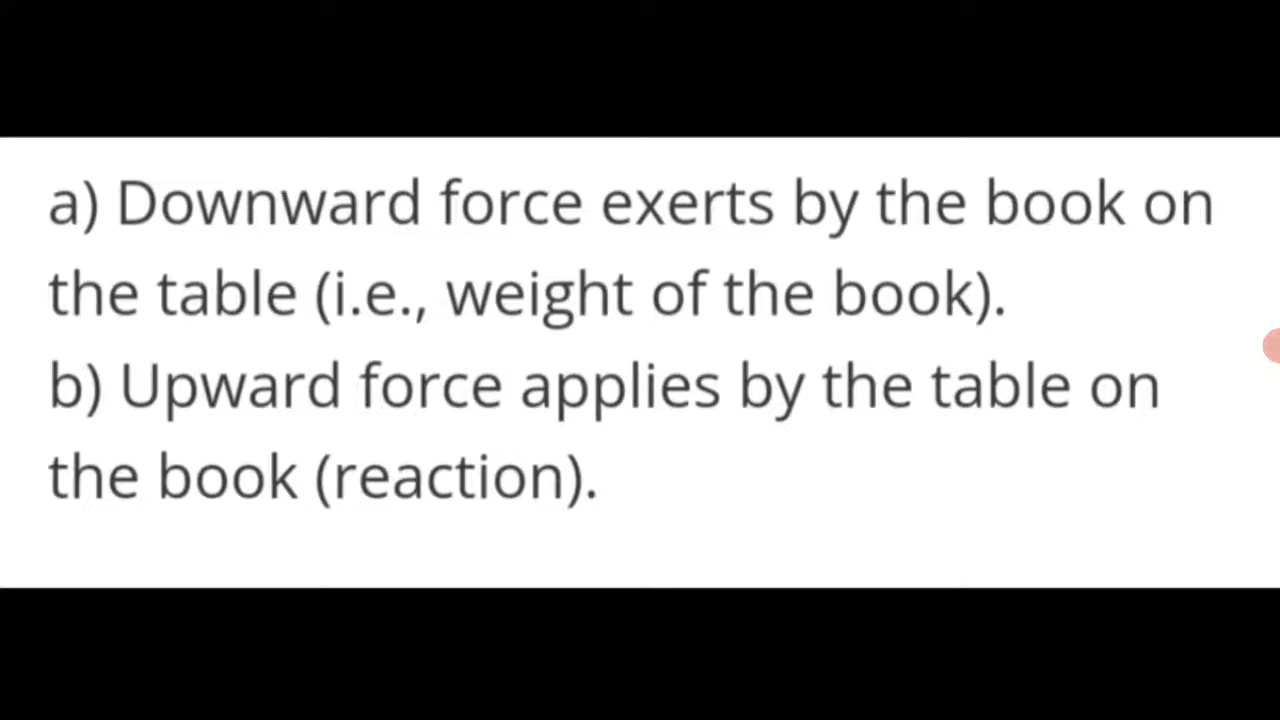 a) Downward force exerts by the book on
the table (i.e., weight of the book).
b) Upward force applies by the table on
the book (reaction).